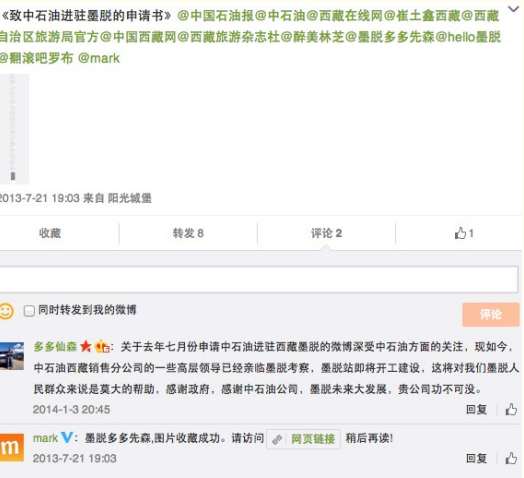 《致中石油进驻墨脱的申请书》@中国石油报@中石油@西藏在线网@崔土鑫西藏@西藏
自治区旅游局官方@中国西藏网@西藏旅游杂志社@醉美林芝@墨脱多多先森@hello墨脱
@翻滚吧罗布 @mark
2013-7-21 19:03 来自 阳光城堡
收藏 转发 8 评论 2 1
同时转发到我的微博 评论
多多仙森：关于去年七月份申请中石油进驻西藏墨脱的微博深受中石油方面的关注，现如今，
中石油西藏销售分公司的一些高层领导已经亲临墨脱考察，墨脱站即将开工建设，这将对我们墨脱人
民群众来说是莫大的帮助，感谢政府，感谢中石油公司，墨脱未来大发展，贵公司功不可没。
2014-1-3 20:45 回复
m
mark V：墨脱多多先森,图片收藏成功。请访问 网页链接 稍后再读!
2013-7-21 19:03 回复